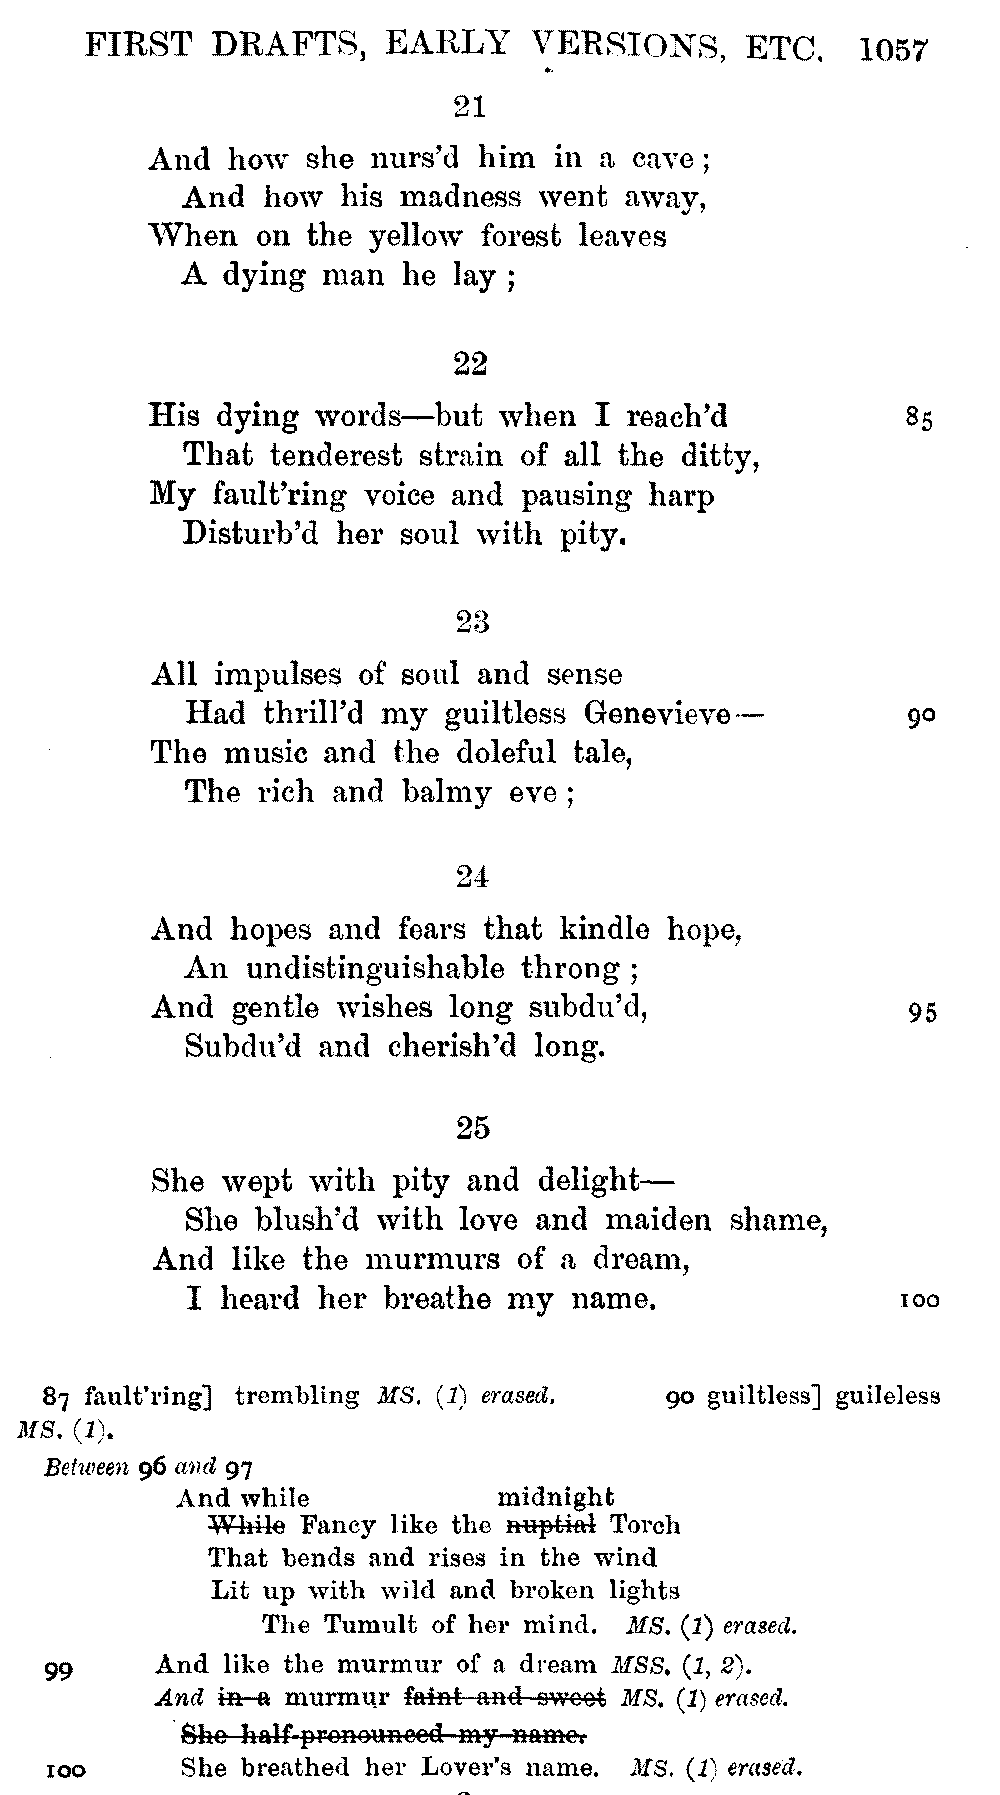 FIRST DRAFTS, EARLY VERSIONS, ETC. 1057
21
And how she nurs'd him in a cave;
And how his madness went away,
When on the yellow forest leaves
A dying man he lay;
22
His dying words—but when I reach'd 85
That tenderest strain of all the ditty,
My fault'ring voice and pausing harp
Disturb'd her soul with pity.
23
All impulses of soul and sense
Had thrill'd my guiltless Genevieve— 90
The music and the doleful tale,
The rich and balmy eve;
24
And hopes and fears that kindle hope,
An undistinguishable throng;
And gentle wishes long subdu'd, 95
Subdu'd and cherish'd long.
25
She wept with pity and delight—
She blush'd with love and maiden shame,
And like the murmurs of a dream,
I heard her breathe my name. 100
87 fault'ring] trembling MS. (1) erased. 90 guiltless] guileless
MS. (1).
Between 96 and 97
And while midnight
While Fancy like the nuptial Torch
That bends and rises in the wind
Lit up with wild and broken lights
The Tumult of her mind. MS. (1) erased.
99 And like the murmur of a dream MSS. (1, 2).
And in a murmur faint and sweet MS. (1) erased.
She half-pronounced my name.
100 She breathed her Lover's name. MS. (1) erased.